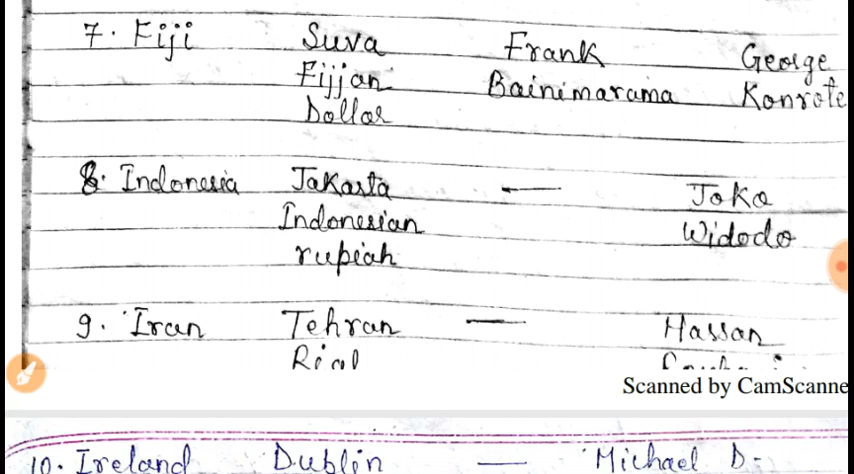 7. Fiji Suva Frank George
Fijian Bainimarama Konrote
Dollar
8. Indonesia Jakarta — Joko
Indonesian Widodo
rupiah
9. Iran Tehran — Hassan
Rial
Scanned by CamScanne
10. Ireland Dublin — Michael D-